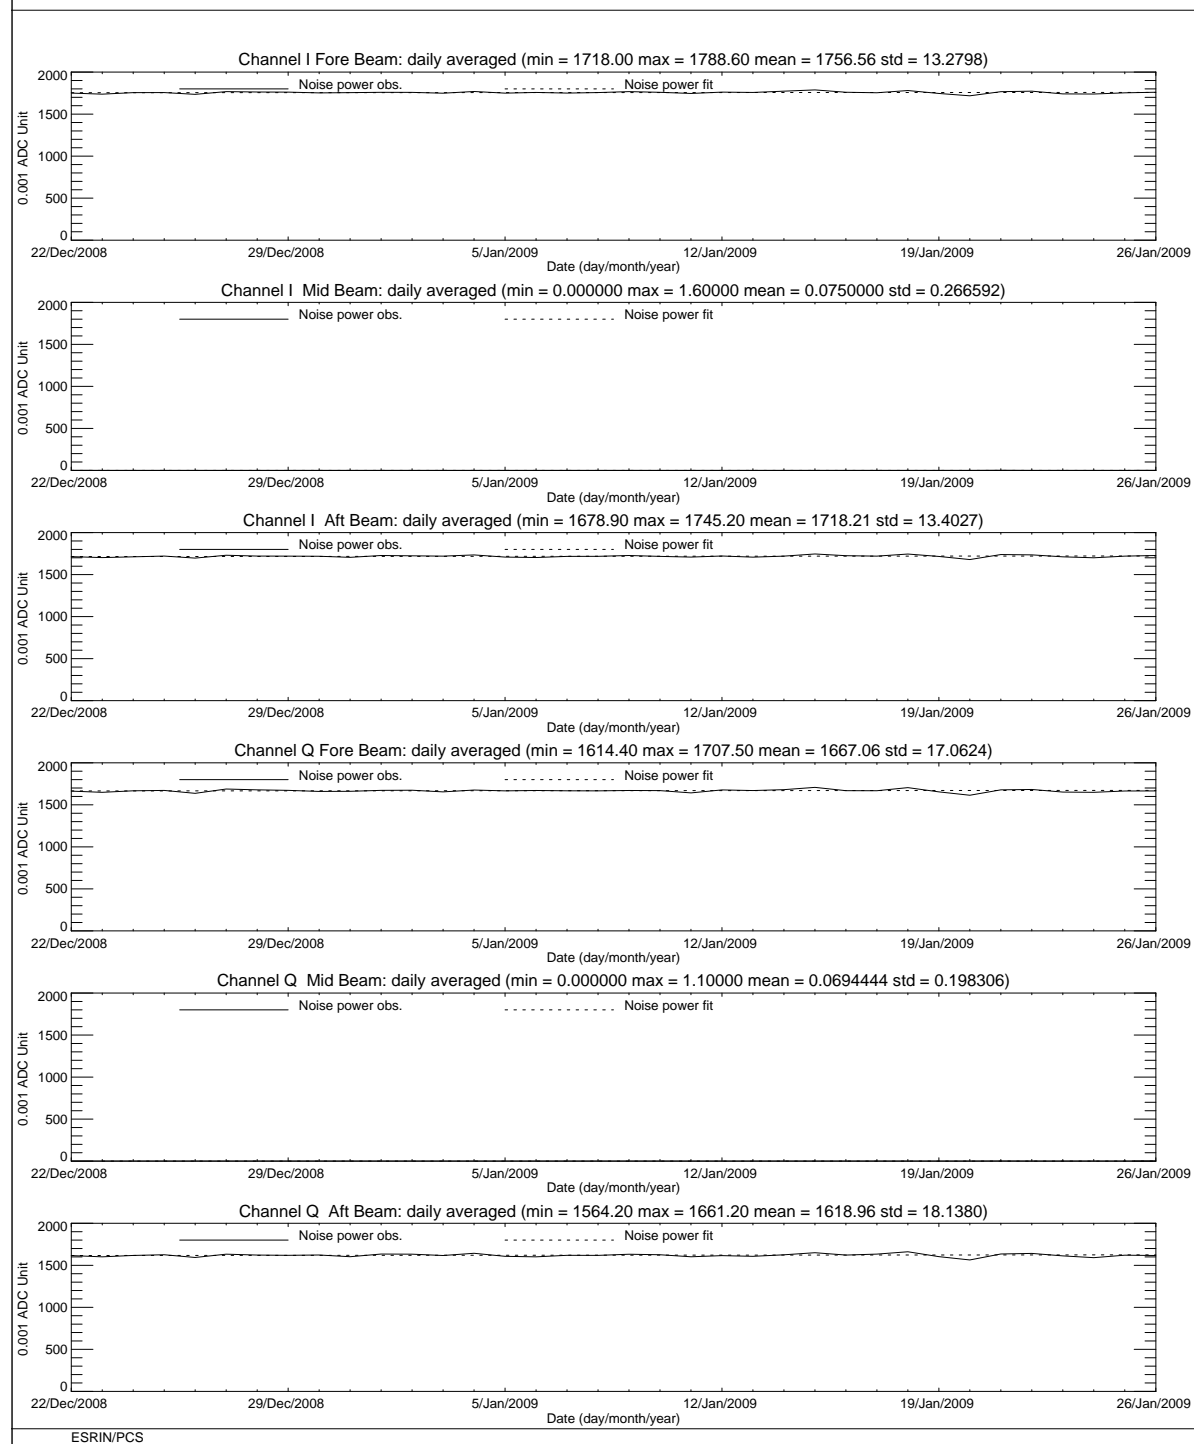 Channel I Fore Beam: daily averaged (min = 1718.00 max = 1788.60 mean = 1756.56 std = 13.2798)
2000
Noise power obs. Noise power fit
1500
0.001 ADC Unit
1000
500
0
22/Dec/2008 29/Dec/2008 5/Jan/2009 12/Jan/2009 19/Jan/2009 26/Jan/2009
Date (day/month/year)
Channel I Mid Beam: daily averaged (min = 0.000000 max = 1.60000 mean = 0.0750000 std = 0.266592)
2000
Noise power obs. Noise power fit
1500
0.001 ADC Unit
1000
500
0
22/Dec/2008 29/Dec/2008 5/Jan/2009 12/Jan/2009 19/Jan/2009 26/Jan/2009
Date (day/month/year)
Channel I Aft Beam: daily averaged (min = 1678.90 max = 1745.20 mean = 1718.21 std = 13.4027)
2000
Noise power obs. Noise power fit
1500
0.001 ADC Unit
1000
500
0
22/Dec/2008 29/Dec/2008 5/Jan/2009 12/Jan/2009 19/Jan/2009 26/Jan/2009
Date (day/month/year)
Channel Q Fore Beam: daily averaged (min = 1614.40 max = 1707.50 mean = 1667.06 std = 17.0624)
2000
Noise power obs. Noise power fit
1500
0.001 ADC Unit
1000
500
0
22/Dec/2008 29/Dec/2008 5/Jan/2009 12/Jan/2009 19/Jan/2009 26/Jan/2009
Date (day/month/year)
Channel Q Mid Beam: daily averaged (min = 0.000000 max = 1.10000 mean = 0.0694444 std = 0.198306)
2000
Noise power obs. Noise power fit
1500
0.001 ADC Unit
1000
500
0
22/Dec/2008 29/Dec/2008 5/Jan/2009 12/Jan/2009 19/Jan/2009 26/Jan/2009
Date (day/month/year)
Channel Q Aft Beam: daily averaged (min = 1564.20 max = 1661.20 mean = 1618.96 std = 18.1380)
2000
Noise power obs. Noise power fit
1500
0.001 ADC Unit
1000
500
0
22/Dec/2008 29/Dec/2008 5/Jan/2009 12/Jan/2009 19/Jan/2009 26/Jan/2009
Date (day/month/year)
ESRIN/PCS